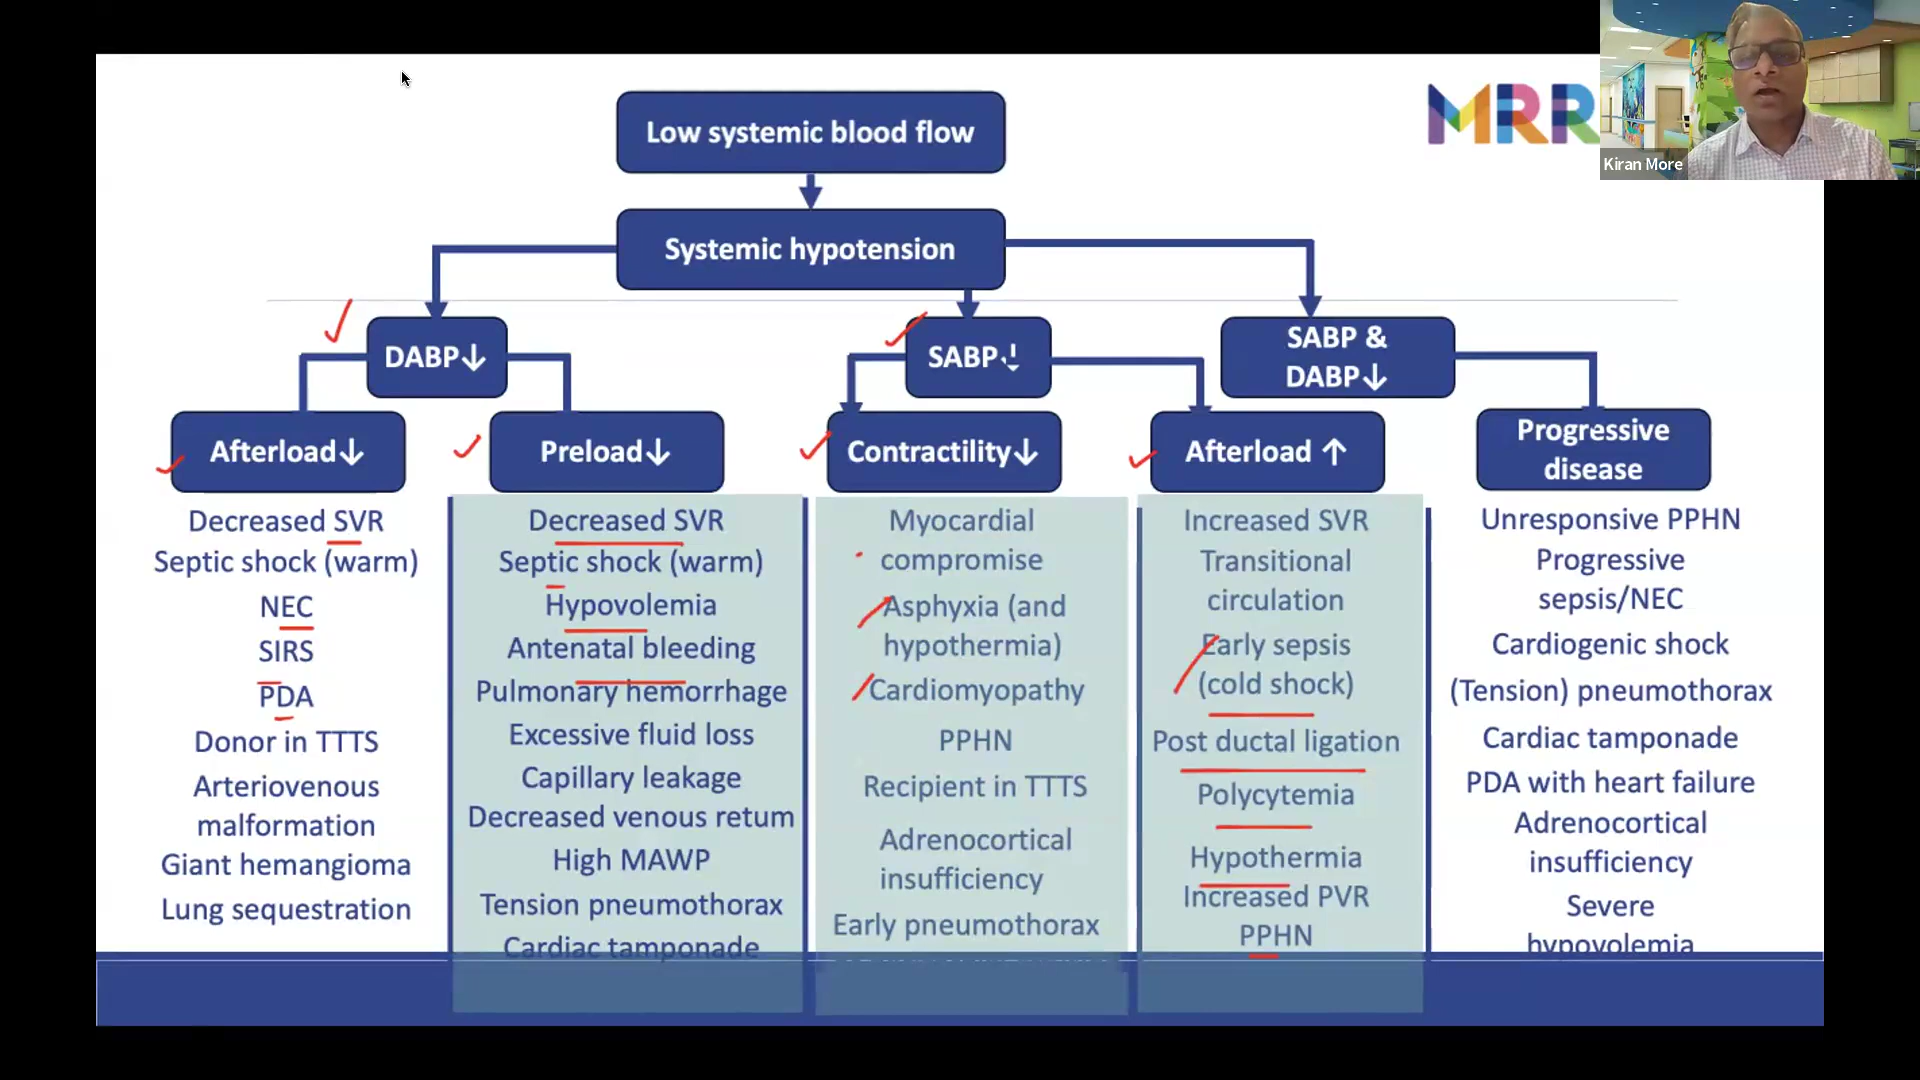 MRR
Kiran More
Low systemic blood flow
Systemic hypotension
DABP↓
SABP↓
SABP &
DABP↓
Afterload↓
Preload↓
Contractility↓
Afterload ↑
Progressive
disease
Decreased SVR
Septic shock (warm)
NEC
SIRS
PDA
Donor in TTTS
Arteriovenous
malformation
Giant hemangioma
Lung sequestration
Decreased SVR
Septic shock (warm)
Hypovolemia
Antenatal bleeding
Pulmonary hemorrhage
Excessive fluid loss
Capillary leakage
Decreased venous retum
High MAWP
Tension pneumothorax
Cardiac tamponade
Myocardial
compromise
Asphyxia (and
hypothermia)
Cardiomyopathy
PPHN
Recipient in TTTS
Adrenocortical
insufficiency
Early pneumothorax
Increased SVR
Transitional
circulation
Early sepsis
(cold shock)
Post ductal ligation
Polycytemia
Hypothermia
Increased PVR
PPHN
Unresponsive PPHN
Progressive
sepsis/NEC
Cardiogenic shock
(Tension) pneumothorax
Cardiac tamponade
PDA with heart failure
Adrenocortical
insufficiency
Severe
hypovolemia